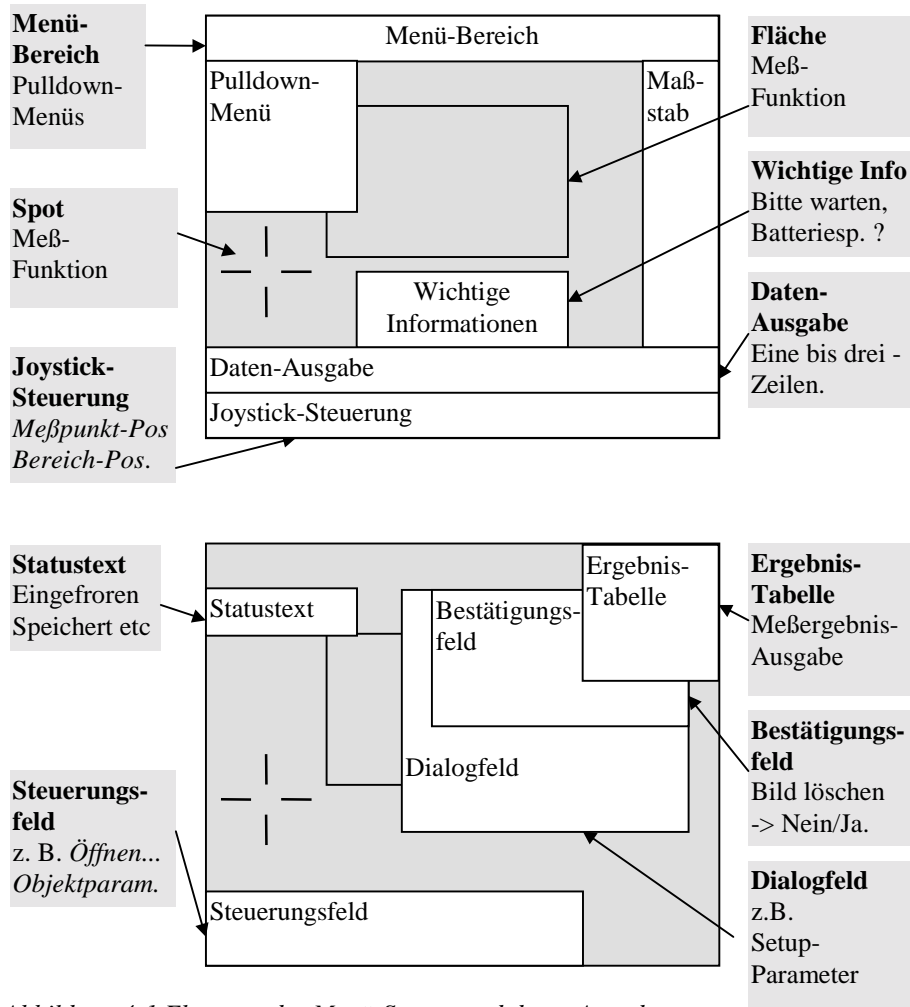 Menü-
Bereich
Pulldown-
Menüs
Spot
Meß-
Funktion
Joystick-
Steuerung
Meßpunkt-Pos
Bereich-Pos.
Menü-Bereich
Pulldown-
Menü
Maß-
stab
Wichtige
Informationen
Daten-Ausgabe
Joystick-Steuerung
Fläche
Meß-
Funktion
Wichtige Info
Bitte warten,
Batteriesp. ?
Daten-
Ausgabe
Eine bis drei -
Zeilen.
Statustext
Eingefroren
Speichert etc
Steuerungs-
feld
z. B. Öffnen...
Objektparam.
Statustext
Bestätigungs-
feld
Ergebnis-
Tabelle
Dialogfeld
Steuerungsfeld
Ergebnis-
Tabelle
Meßergebnis-
Ausgabe
Bestätigungs-
feld
Bild löschen
-> Nein/Ja.
Dialogfeld
z.B.
Setup-
Parameter